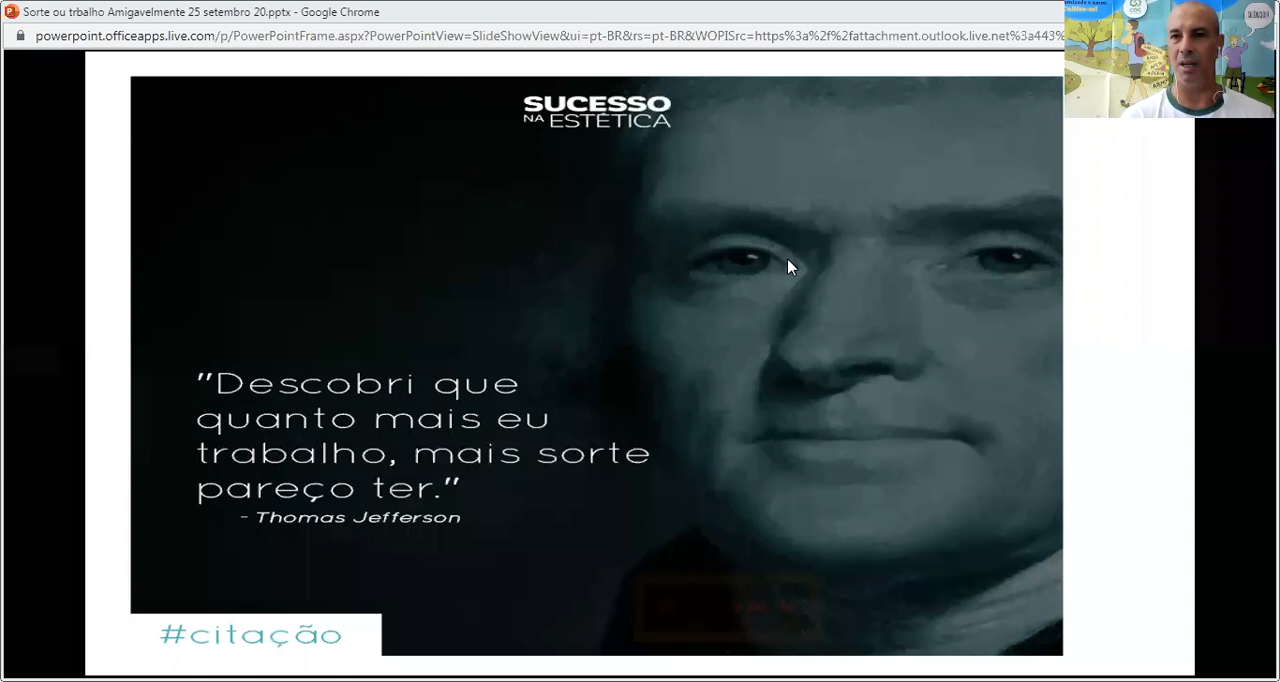 Sorte ou trbalho Amigavelmente 25 setembro 20.pptx - Google Chrome
powerpoint.officeapps.live.com/p/PowerPointFrame.aspx?PowerPointView=SlideShowView&ui=pt-BR&rs=pt-BR&WOPISrc=https%3a%2f%2fattachment.outlook.live.net%3a443%
SUCESSO
NA ESTÉTICA
"Descobri que
quanto mais eu
trabalho, mais sorte
pareço ter."
- Thomas Jefferson
#citação